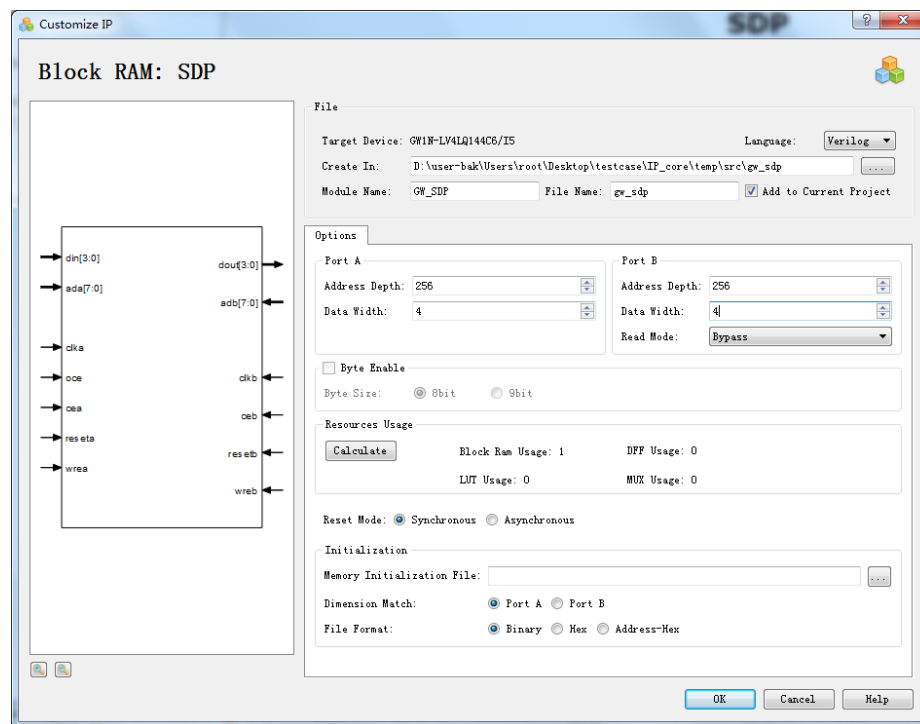 Customize IP
SDP
Block RAM: SDP
File
Target Device: GW1N-LV4LQ144C6/I5 Language: Verilog
Create In: D:\user-bak\Users\root\Desktop\testcase\IP_core\temp\src\gw_sdp ...
Module Name: GW_SDP File Name: gw_sdp Add to Current Project
din[3:0]
ada[7:0]
clka
oce
cea
reseta
wrea
dout[3:0]
adb[7:0]
clkb
ceb
resetb
wreb
Options
Port A
Address Depth: 256
Data Width: 4
Port B
Address Depth: 256
Data Width: 4
Read Mode: Bypass
Byte Enable
Byte Size: 8bit 9bit
Resources Usage
Calculate Block Ram Usage: 1 DFF Usage: 0
LUT Usage: 0 MUX Usage: 0
Reset Mode: Synchronous Asynchronous
Initialization
Memory Initialization File: ...
Dimension Match: Port A Port B
File Format: Binary Hex Address-Hex
OK Cancel Help